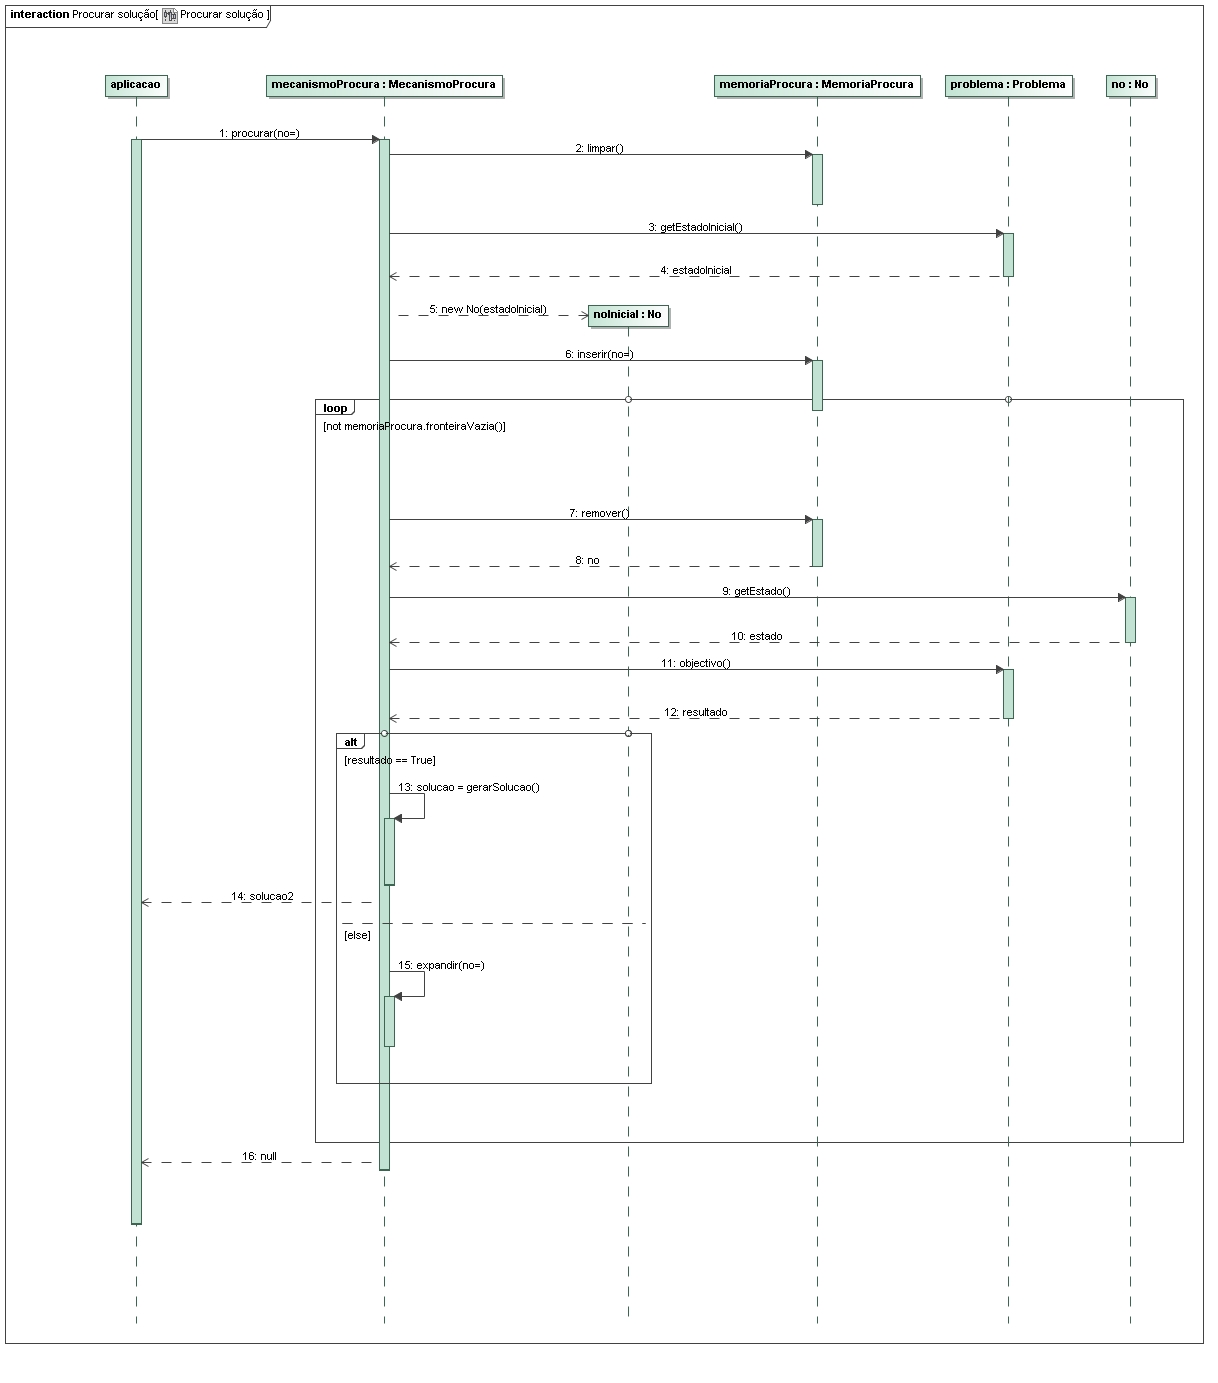 interaction Procurar solução[ Procurar solução ]
aplicacao
mecanismoProcura : MecanismoProcura
memoriaProcura : MemoriaProcura
problema : Problema
no : No
1: procurar(no=)
2: limpar()
3: getEstadoInicial()
4: estadoInicial
5: new No(estadoInicial)
noInicial : No
6: inserir(no=)
loop
[not memoriaProcura.fronteiraVazia()]
7: remover()
8: no
9: getEstado()
10: estado
11: objectivo()
12: resultado
alt
[resultado == True]
13: solucao = gerarSolucao()
14: solucao2
[else]
15: expandir(no=)
16: null